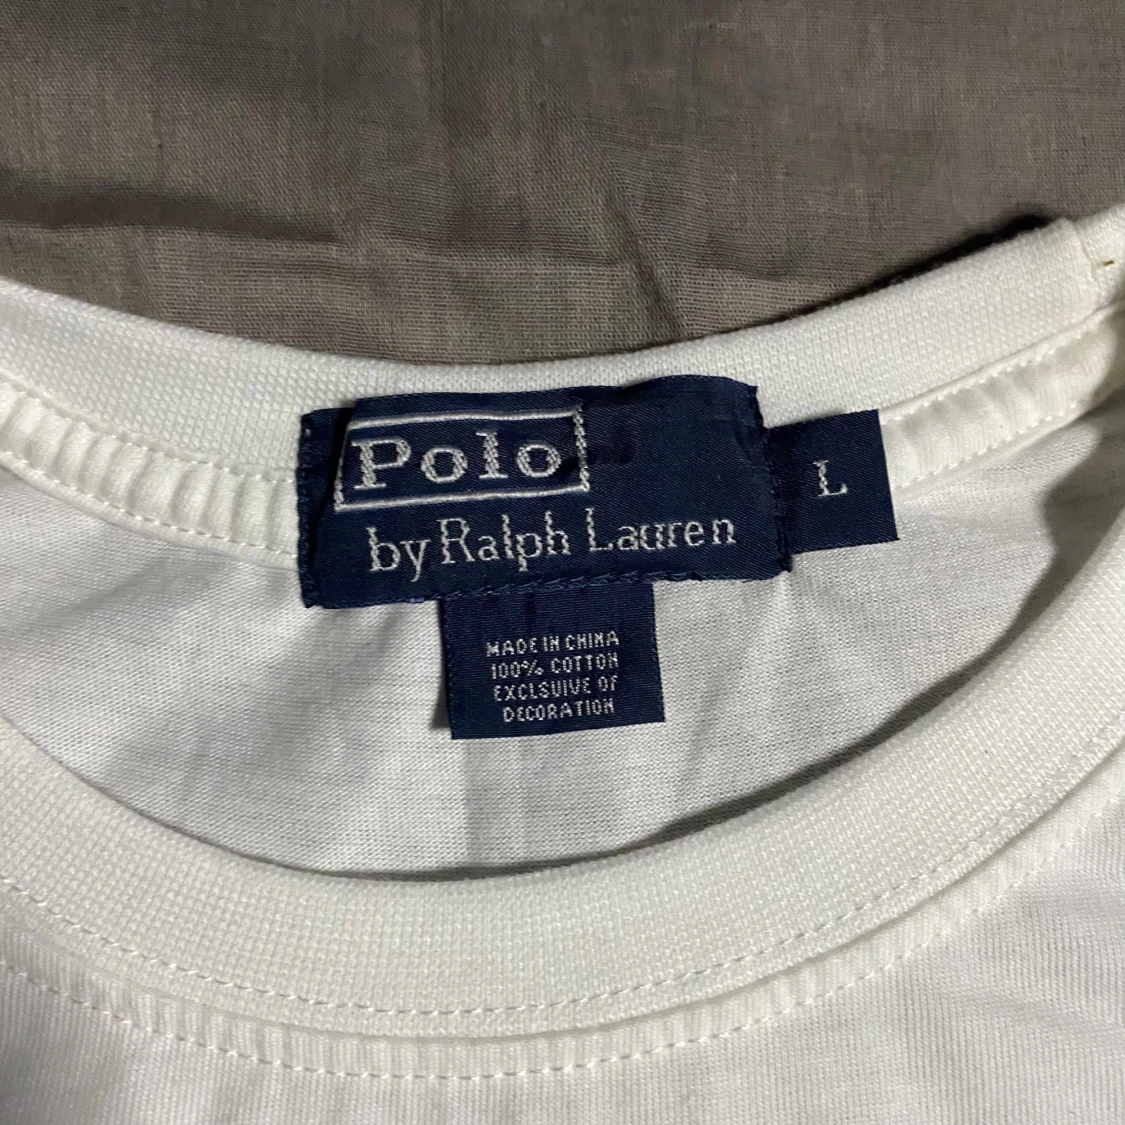 Polo
by Ralph Lauren
L
MADE IN CHINA
100% COTTON
EXCLSUIVE OF
DECORATION